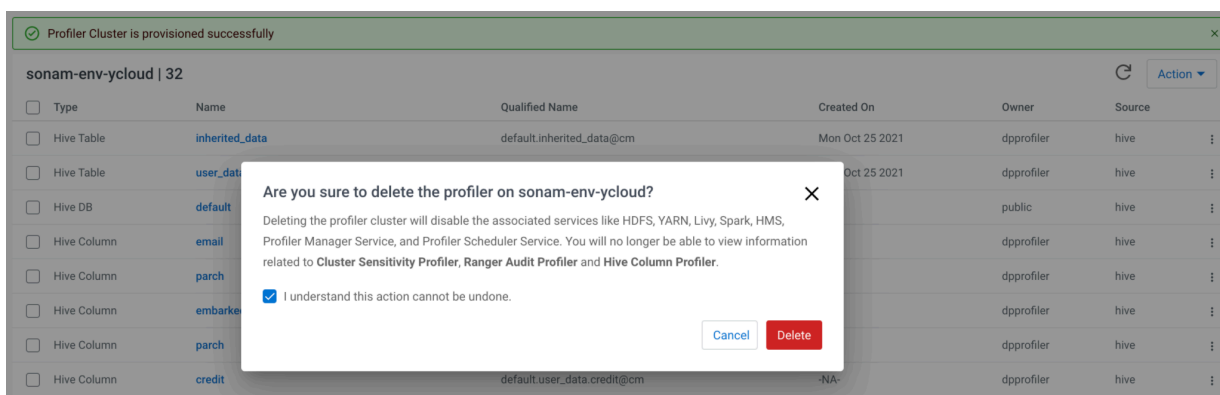 Profiler Cluster is provisioned successfully
sonam-env-ycloud | 32
Action
Type Name Qualified Name Created On Owner Source
Hive Table inherited_data default.inherited_data@cm Mon Oct 25 2021 dpprofiler hive
Hive Table user_data Oct 25 2021 dpprofiler hive
Hive DB default public hive
Hive Column email dpprofiler hive
Hive Column parch dpprofiler hive
Hive Column embarke dpprofiler hive
Hive Column parch dpprofiler hive
Hive Column credit default.user_data.credit@cm -NA- dpprofiler hive
Are you sure to delete the profiler on sonam-env-ycloud?
Deleting the profiler cluster will disable the associated services like HDFS, YARN, Livy, Spark, HMS,
Profiler Manager Service, and Profiler Scheduler Service. You will no longer be able to view information
related to Cluster Sensitivity Profiler, Ranger Audit Profiler and Hive Column Profiler.
I understand this action cannot be undone.
Cancel Delete